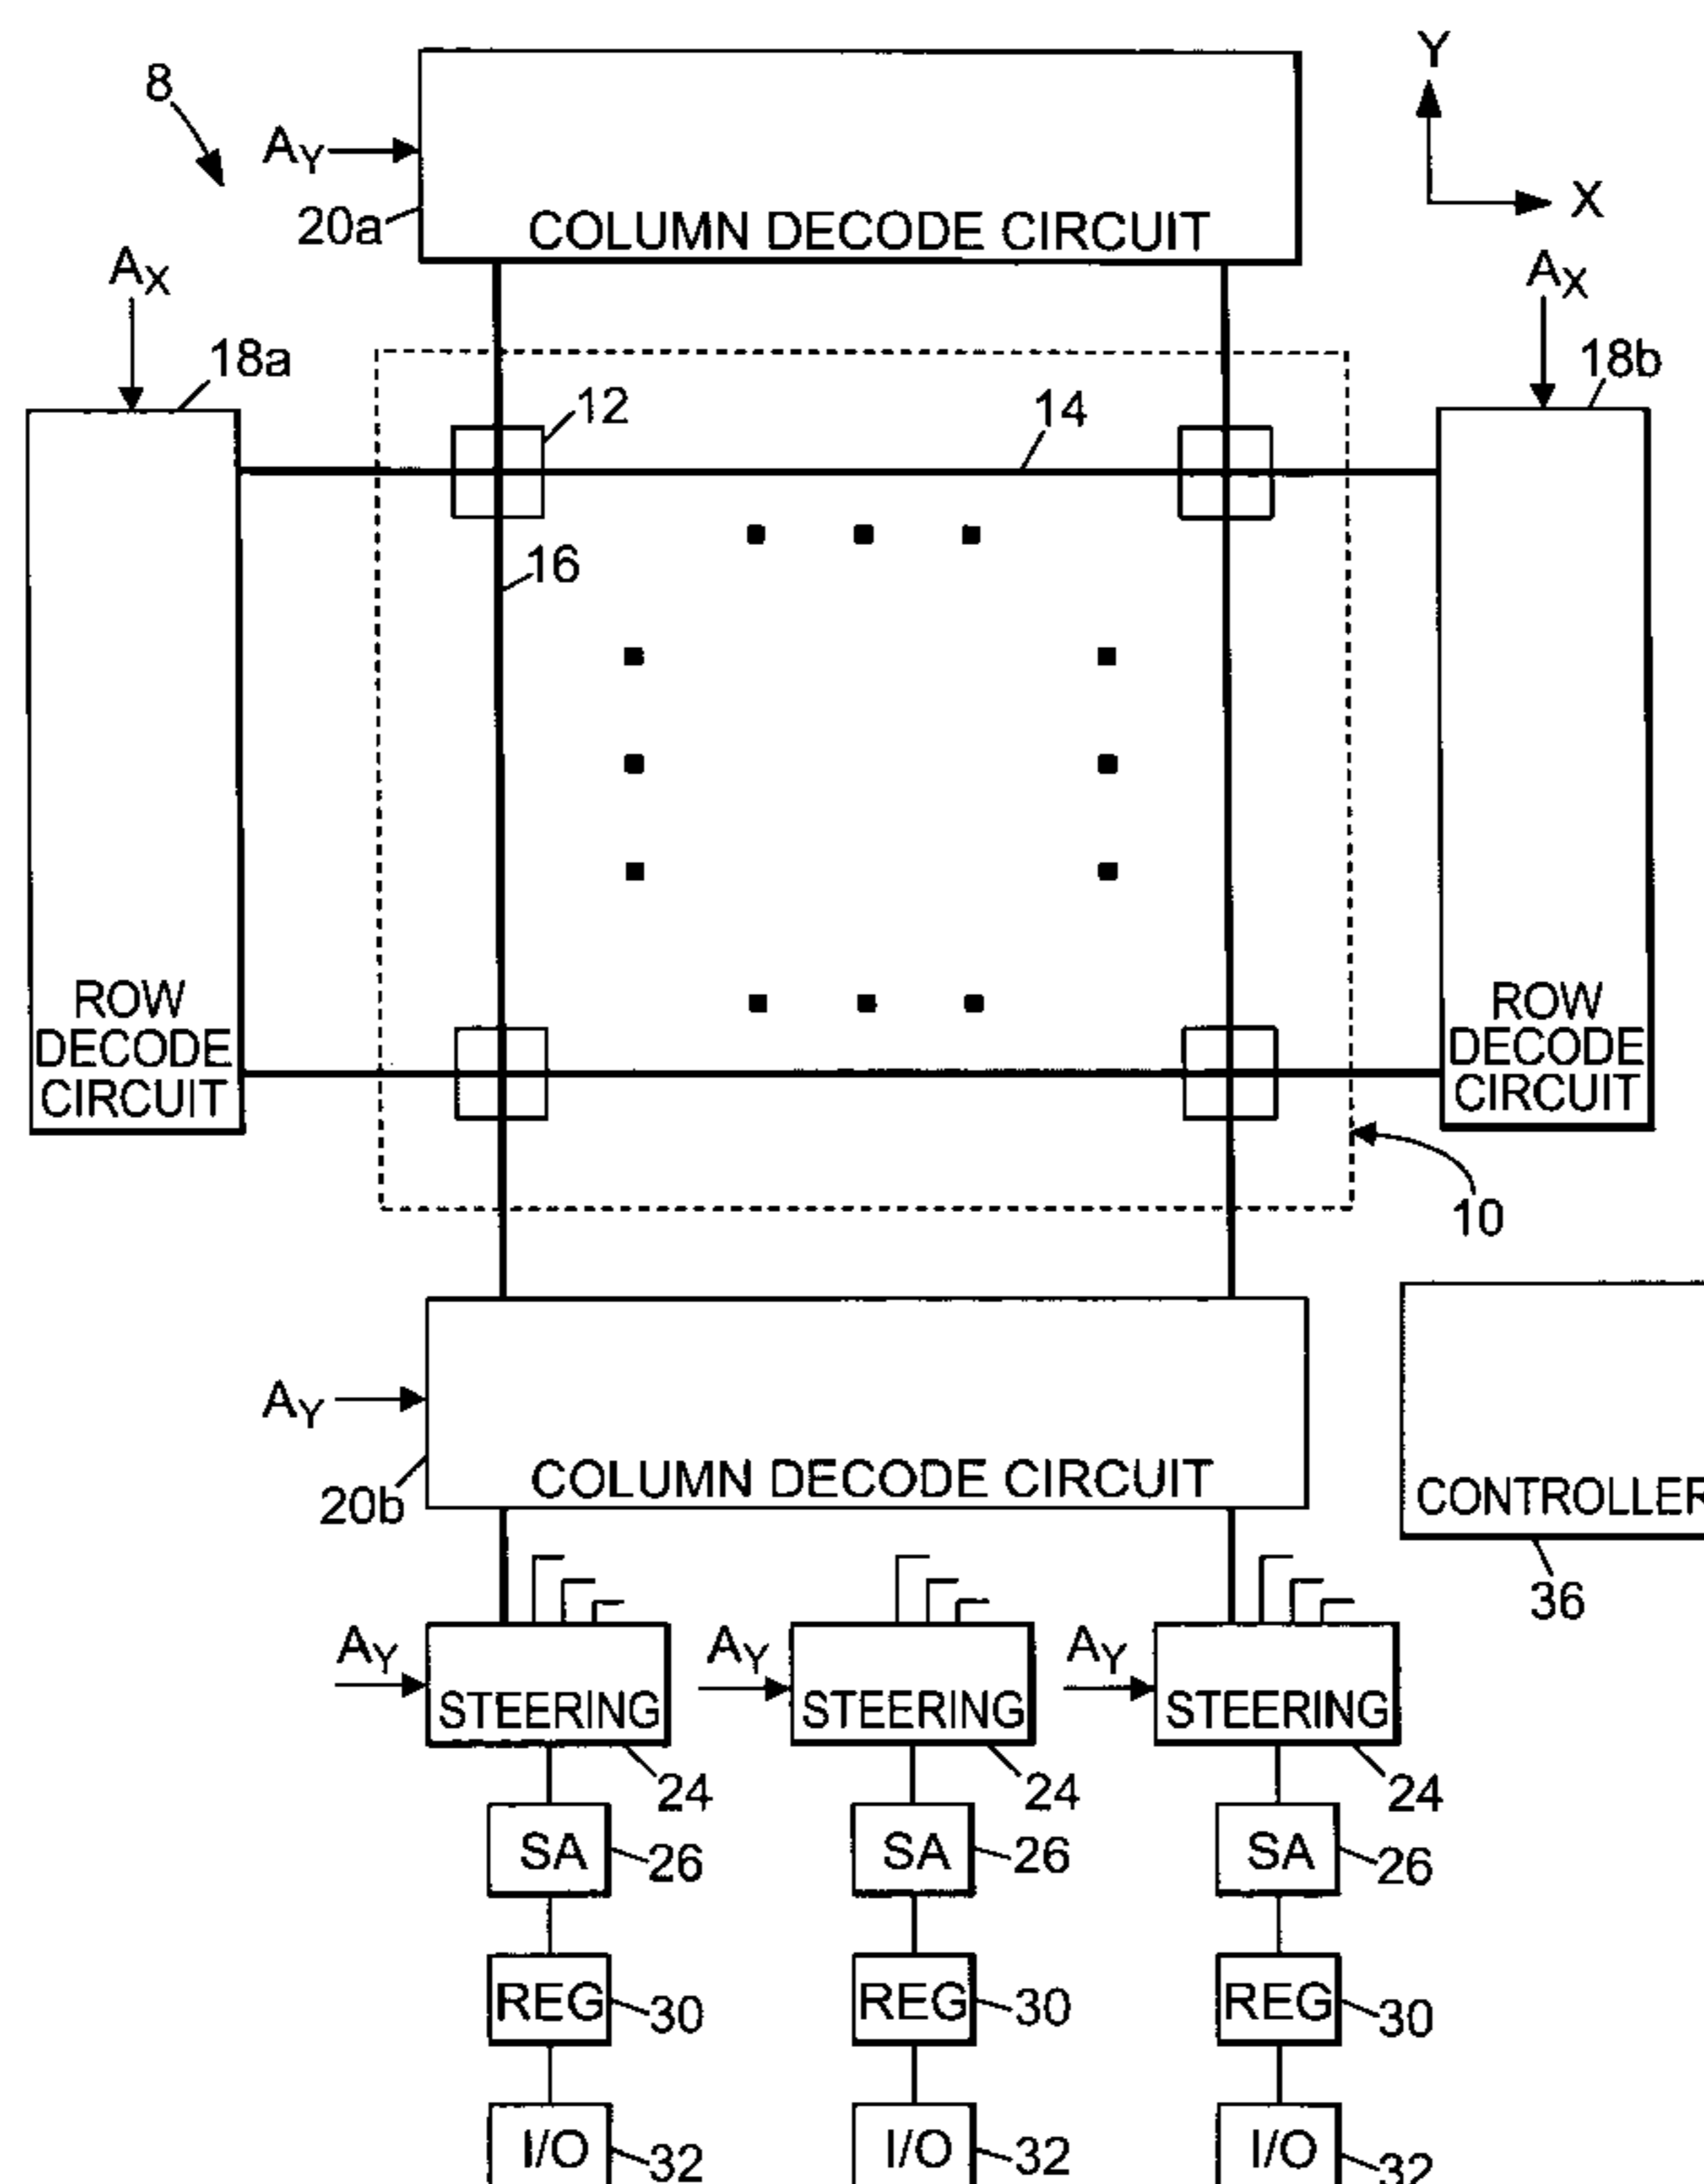 8
Y
X
AY
20a
COLUMN DECODE CIRCUIT
AX
AX
18a
18b
12
14
16
ROW
DECODE
CIRCUIT
ROW
DECODE
CIRCUIT
10
AY
20b
COLUMN DECODE CIRCUIT
CONTROLLER
36
AY
AY
AY
STEERING
STEERING
STEERING
24
24
24
SA
26
SA
26
SA
26
REG
30
REG
30
REG
30
I/O
32
I/O
32
I/O
32